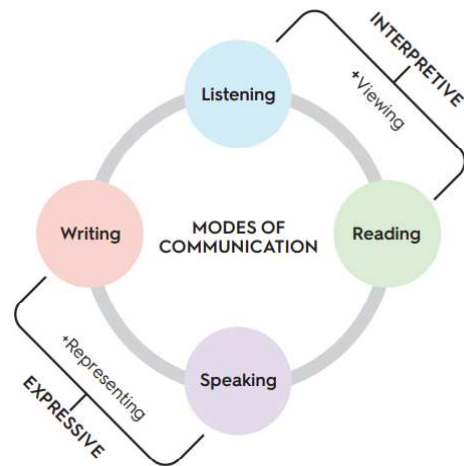 INTERPRETIVE
+Viewing
Listening
Writing
MODES OF
COMMUNICATION
Reading
Speaking
+Representing
EXPRESSIVE